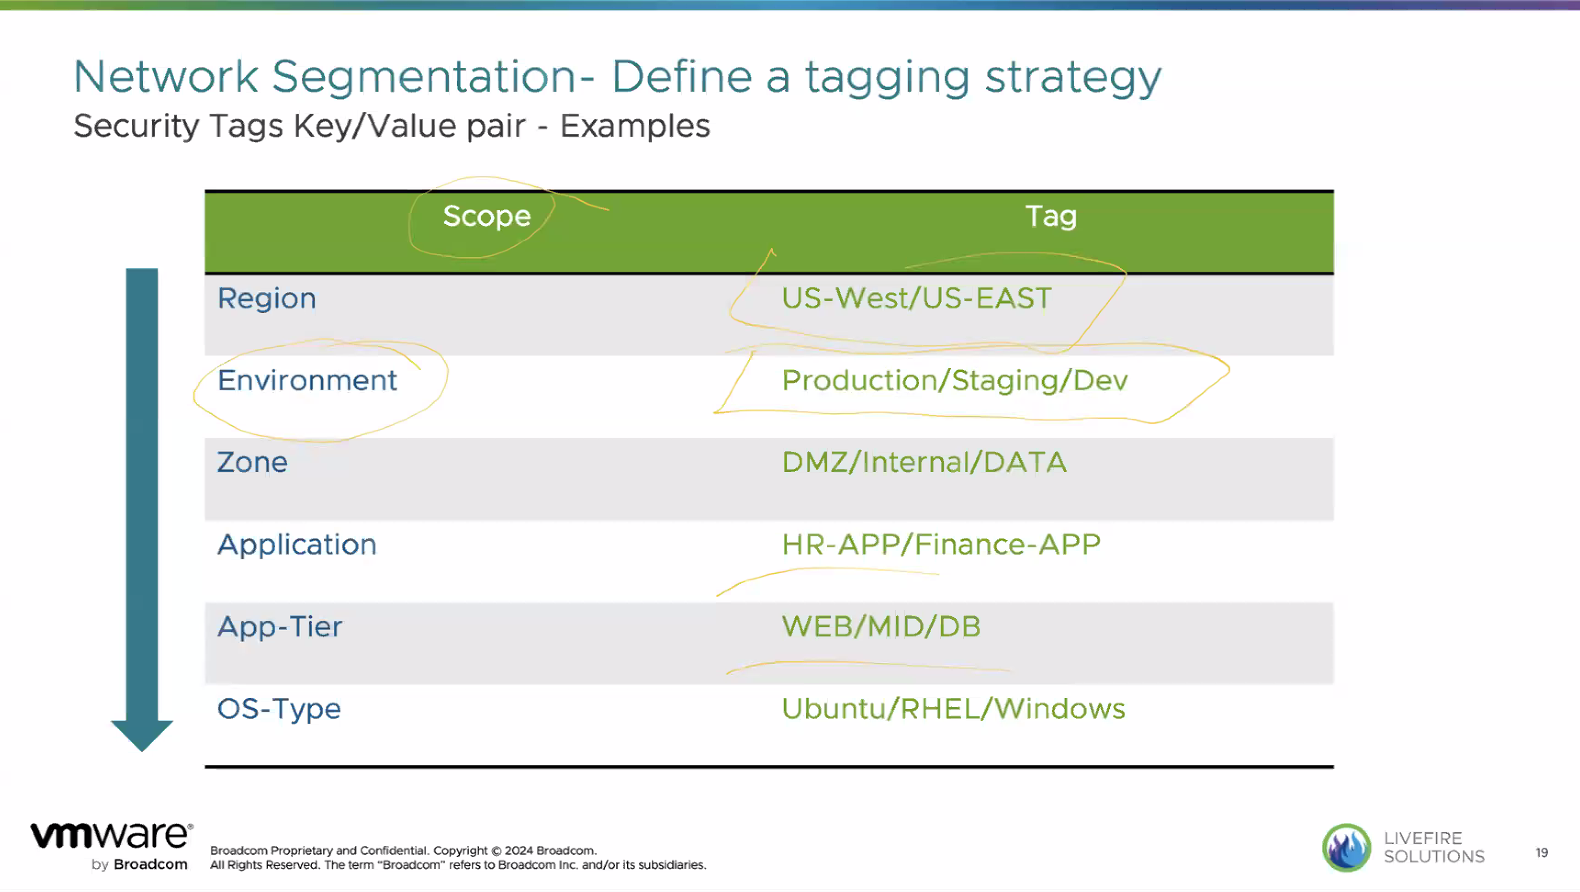 Network Segmentation- Define a tagging strategy
Security Tags Key/Value pair - Examples
Scope Tag
Region US-West/US-EAST
Environment Production/Staging/Dev
Zone DMZ/Internal/DATA
Application HR-APP/Finance-APP
App-Tier WEB/MID/DB
OS-Type Ubuntu/RHEL/Windows
vmware®
by Broadcom
Broadcom Proprietary and Confidential. Copyright © 2024 Broadcom.
All Rights Reserved. The term “Broadcom” refers to Broadcom Inc. and/or its subsidiaries.
LIVEFIRE
SOLUTIONS
19